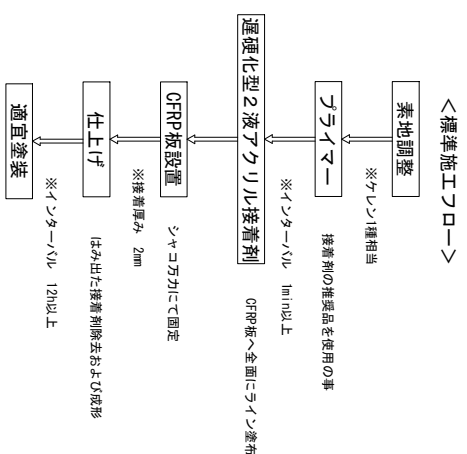 ＜標準施工フロー＞
素地調整
※ケレン1種相当
プライマー
接着剤の推奨品を使用の事
※インターバル 1min以上
遅硬化型２液アクリル接着剤
CFRP板へ全面にライン塗布
CFRP板設置
シャコ万力にて固定
※接着厚み 2mm
仕上げ
はみ出た接着剤除去および成形
※インターバル 12h以上
適宜塗装